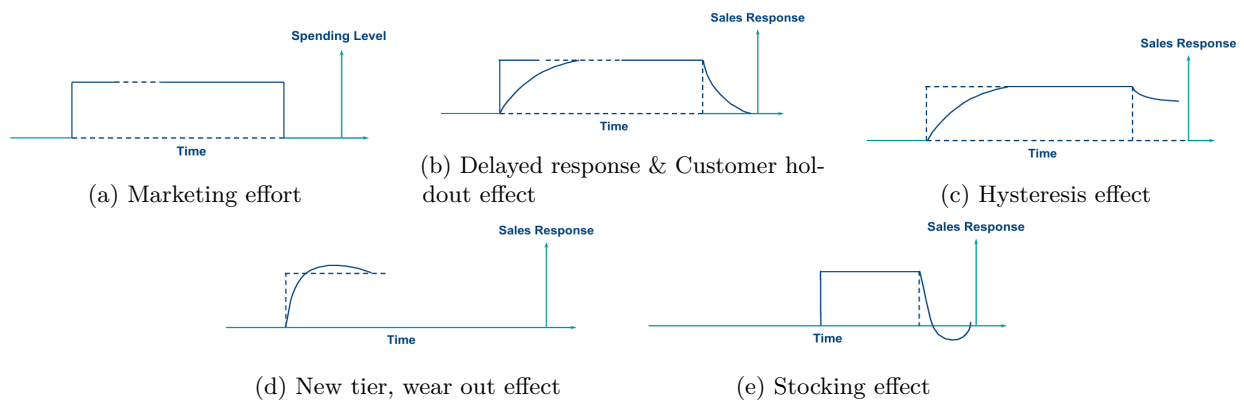 Spending Level
Time
(a) Marketing effort
Sales Response
Time
(b) Delayed response & Customer hol-
dout effect
Sales Response
Time
(c) Hysteresis effect
Sales Response
Time
(d) New tier, wear out effect
Sales Response
Time
(e) Stocking effect